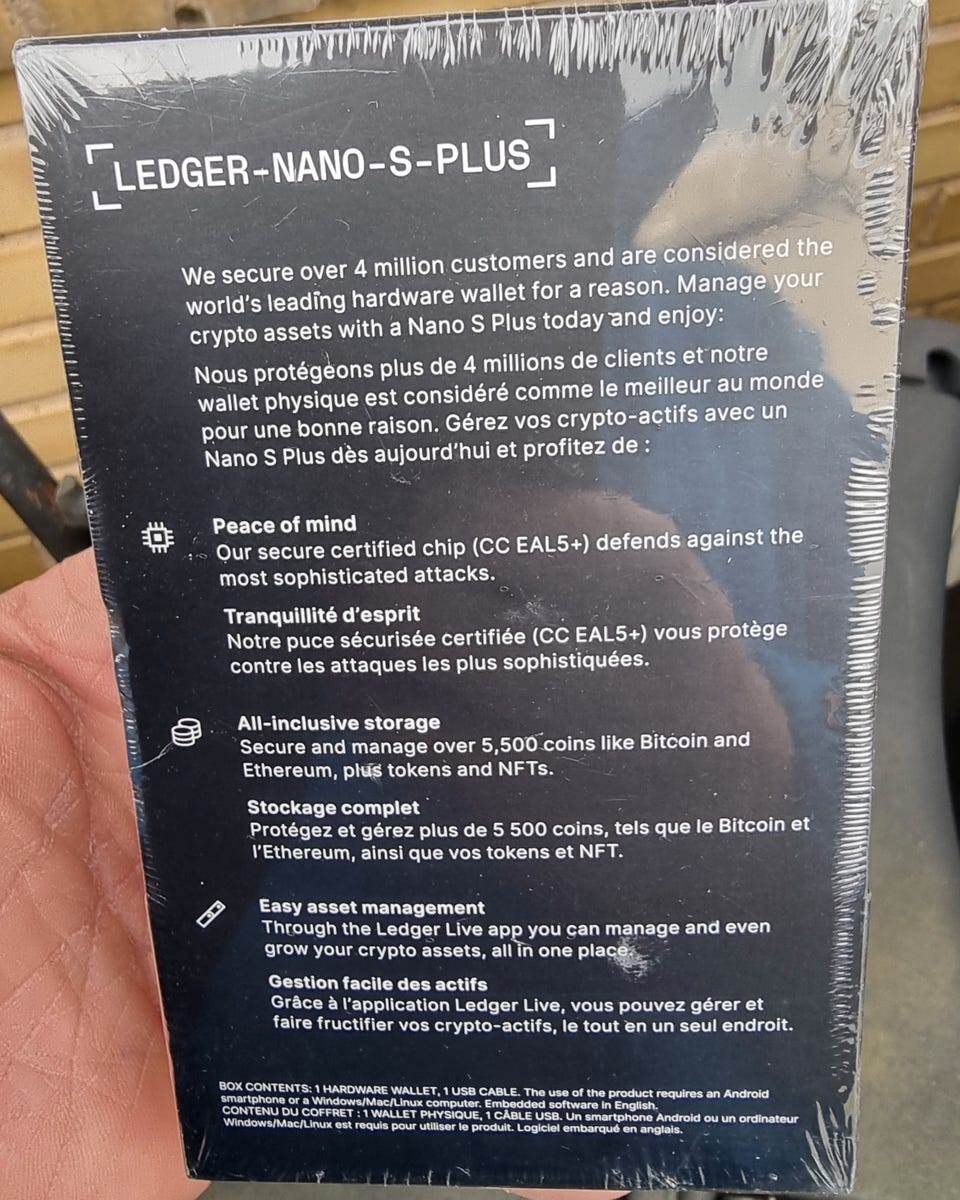 LEDGER-NANO-S-PLUS
We secure over 4 million customers and are considered the
world's leading hardware wallet for a reason. Manage your
crypto assets with a Nano S Plus today and enjoy:
Nous protégeons plus de 4 millions de clients et notre
wallet physique est considéré comme le meilleur au monde
pour une bonne raison. Gérez vos crypto-actifs avec un
Nano S Plus dès aujourd'hui et profitez de :
Peace of mind
Our secure certified chip (CC EAL5+) defends against the
most sophisticated attacks.
Tranquillité d'esprit
Notre puce sécurisée certifiée (CC EAL5+) vous protège
contre les attaques les plus sophistiquées.
All-inclusive storage
Secure and manage over 5,500 coins like Bitcoin and
Ethereum, plus tokens and NFTs.
Stockage complet
Protégez et gérez plus de 5 500 coins, tels que le Bitcoin et
l'Ethereum, ainsi que vos tokens et NFT.
Easy asset management
Through the Ledger Live app you can manage and even
grow your crypto assets, all in one place.
Gestion facile des actifs
Grâce à l'application Ledger Live, vous pouvez gérer et
faire fructifier vos crypto-actifs, le tout en un seul endroit.
BOX CONTENTS: 1 HARDWARE WALLET, 1 USB CABLE. The use of the product requires an Android
smartphone or a Windows/Mac/Linux computer. Embedded software in English.
CONTENU DU COFFRET : 1 WALLET PHYSIQUE, 1 CÂBLE USB. Un smartphone Android ou un ordinateur
Windows/Mac/Linux est requis pour utiliser le produit. Logiciel embarqué en anglais.